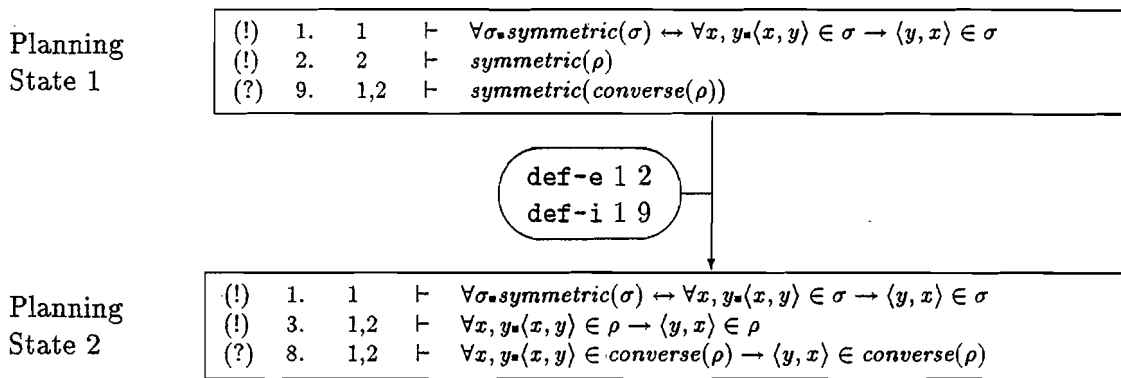 Planning
State 1
(!) 1. 1 ⊢ ∀σ▪symmetric(σ) ↔ ∀x, y▪⟨x, y⟩ ∈ σ → ⟨y, x⟩ ∈ σ
(!) 2. 2 ⊢ symmetric(ρ)
(?) 9. 1,2 ⊢ symmetric(converse(ρ))
def-e 1 2
def-i 1 9
Planning
State 2
(!) 1. 1 ⊢ ∀σ▪symmetric(σ) ↔ ∀x, y▪⟨x, y⟩ ∈ σ → ⟨y, x⟩ ∈ σ
(!) 3. 1,2 ⊢ ∀x, y▪⟨x, y⟩ ∈ ρ → ⟨y, x⟩ ∈ ρ
(?) 8. 1,2 ⊢ ∀x, y▪⟨x, y⟩ ∈ converse(ρ) → ⟨y, x⟩ ∈ converse(ρ)